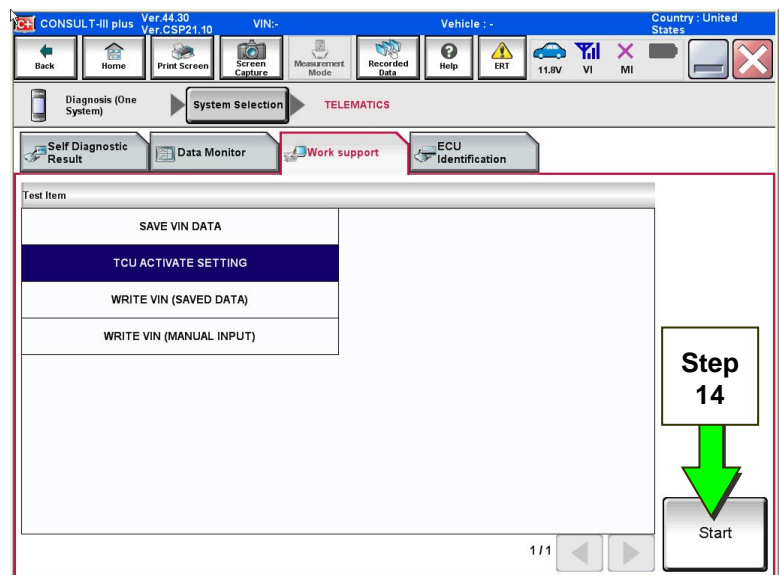 C+ CONSULT-III plus Ver.44.30 VIN:- Vehicle : - Country : United
Ver.CSP21.10 States
Back Home Print Screen Screen Capture Measurement Mode Recorded Data Help ERT 11.8V VI MI
Diagnosis (One System) System Selection TELEMATICS
Self Diagnostic Result Data Monitor Work support ECU Identification
Test Item
SAVE VIN DATA
TCU ACTIVATE SETTING
WRITE VIN (SAVED DATA)
WRITE VIN (MANUAL INPUT)
Step
14
Start
1/1